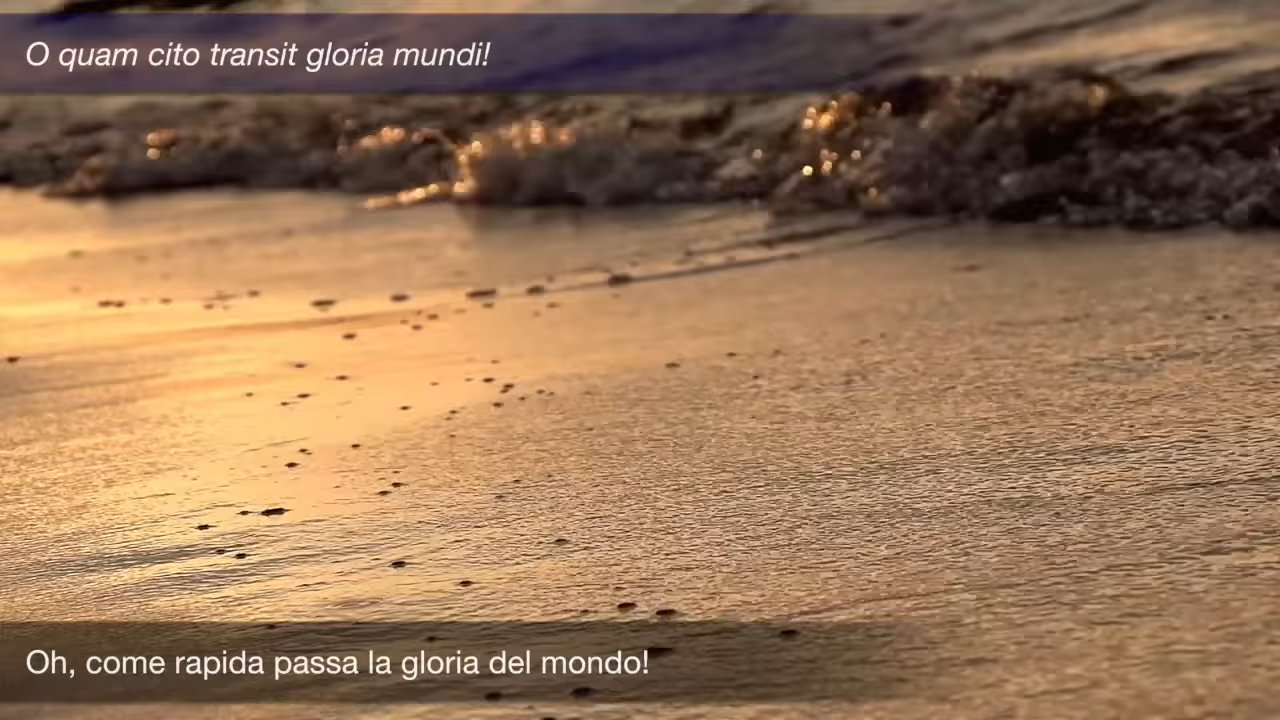 O quam cito transit gloria mundi!
Oh, come rapida passa la gloria del mondo!